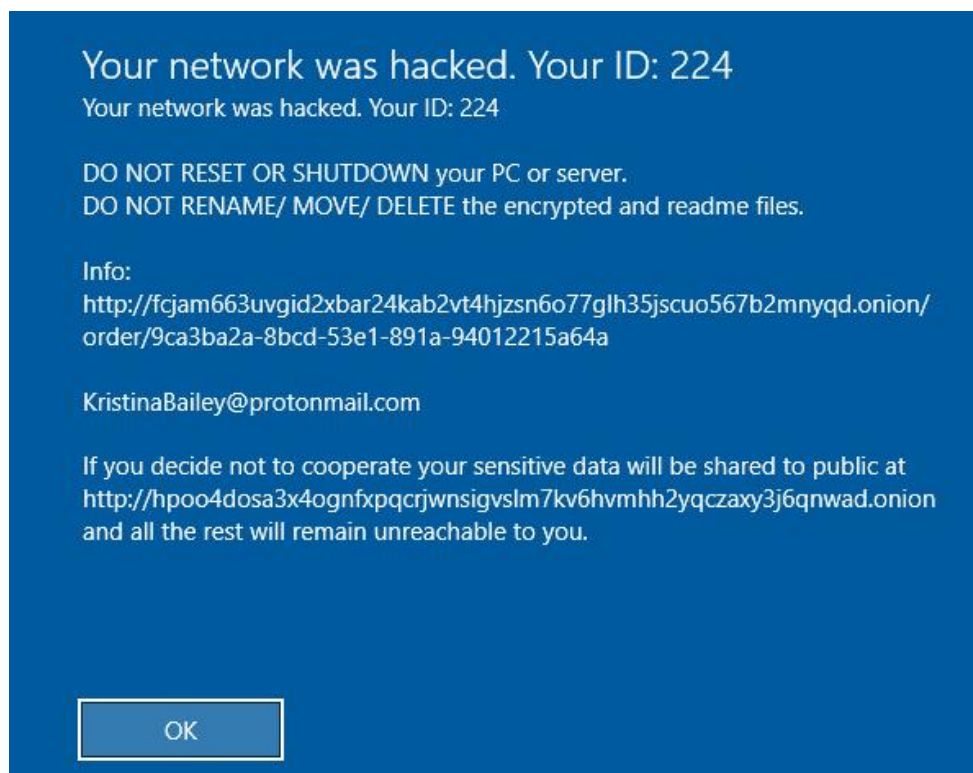 Your network was hacked. Your ID: 224
Your network was hacked. Your ID: 224
DO NOT RESET OR SHUTDOWN your PC or server.
DO NOT RENAME/ MOVE/ DELETE the encrypted and readme files.
Info:
http://fcjam663uvgid2xbar24kab2vt4hjzsn6o77glh35jscuo567b2mnyqd.onion/
order/9ca3ba2a-8bcd-53e1-891a-94012215a64a
KristinaBailey@protonmail.com
If you decide not to cooperate your sensitive data will be shared to public at
http://hpoo4dosa3x4ognfxpqcrjwnsigvslm7kv6hvmhh2yqczaxy3j6qnwad.onion
and all the rest will remain unreachable to you.
OK